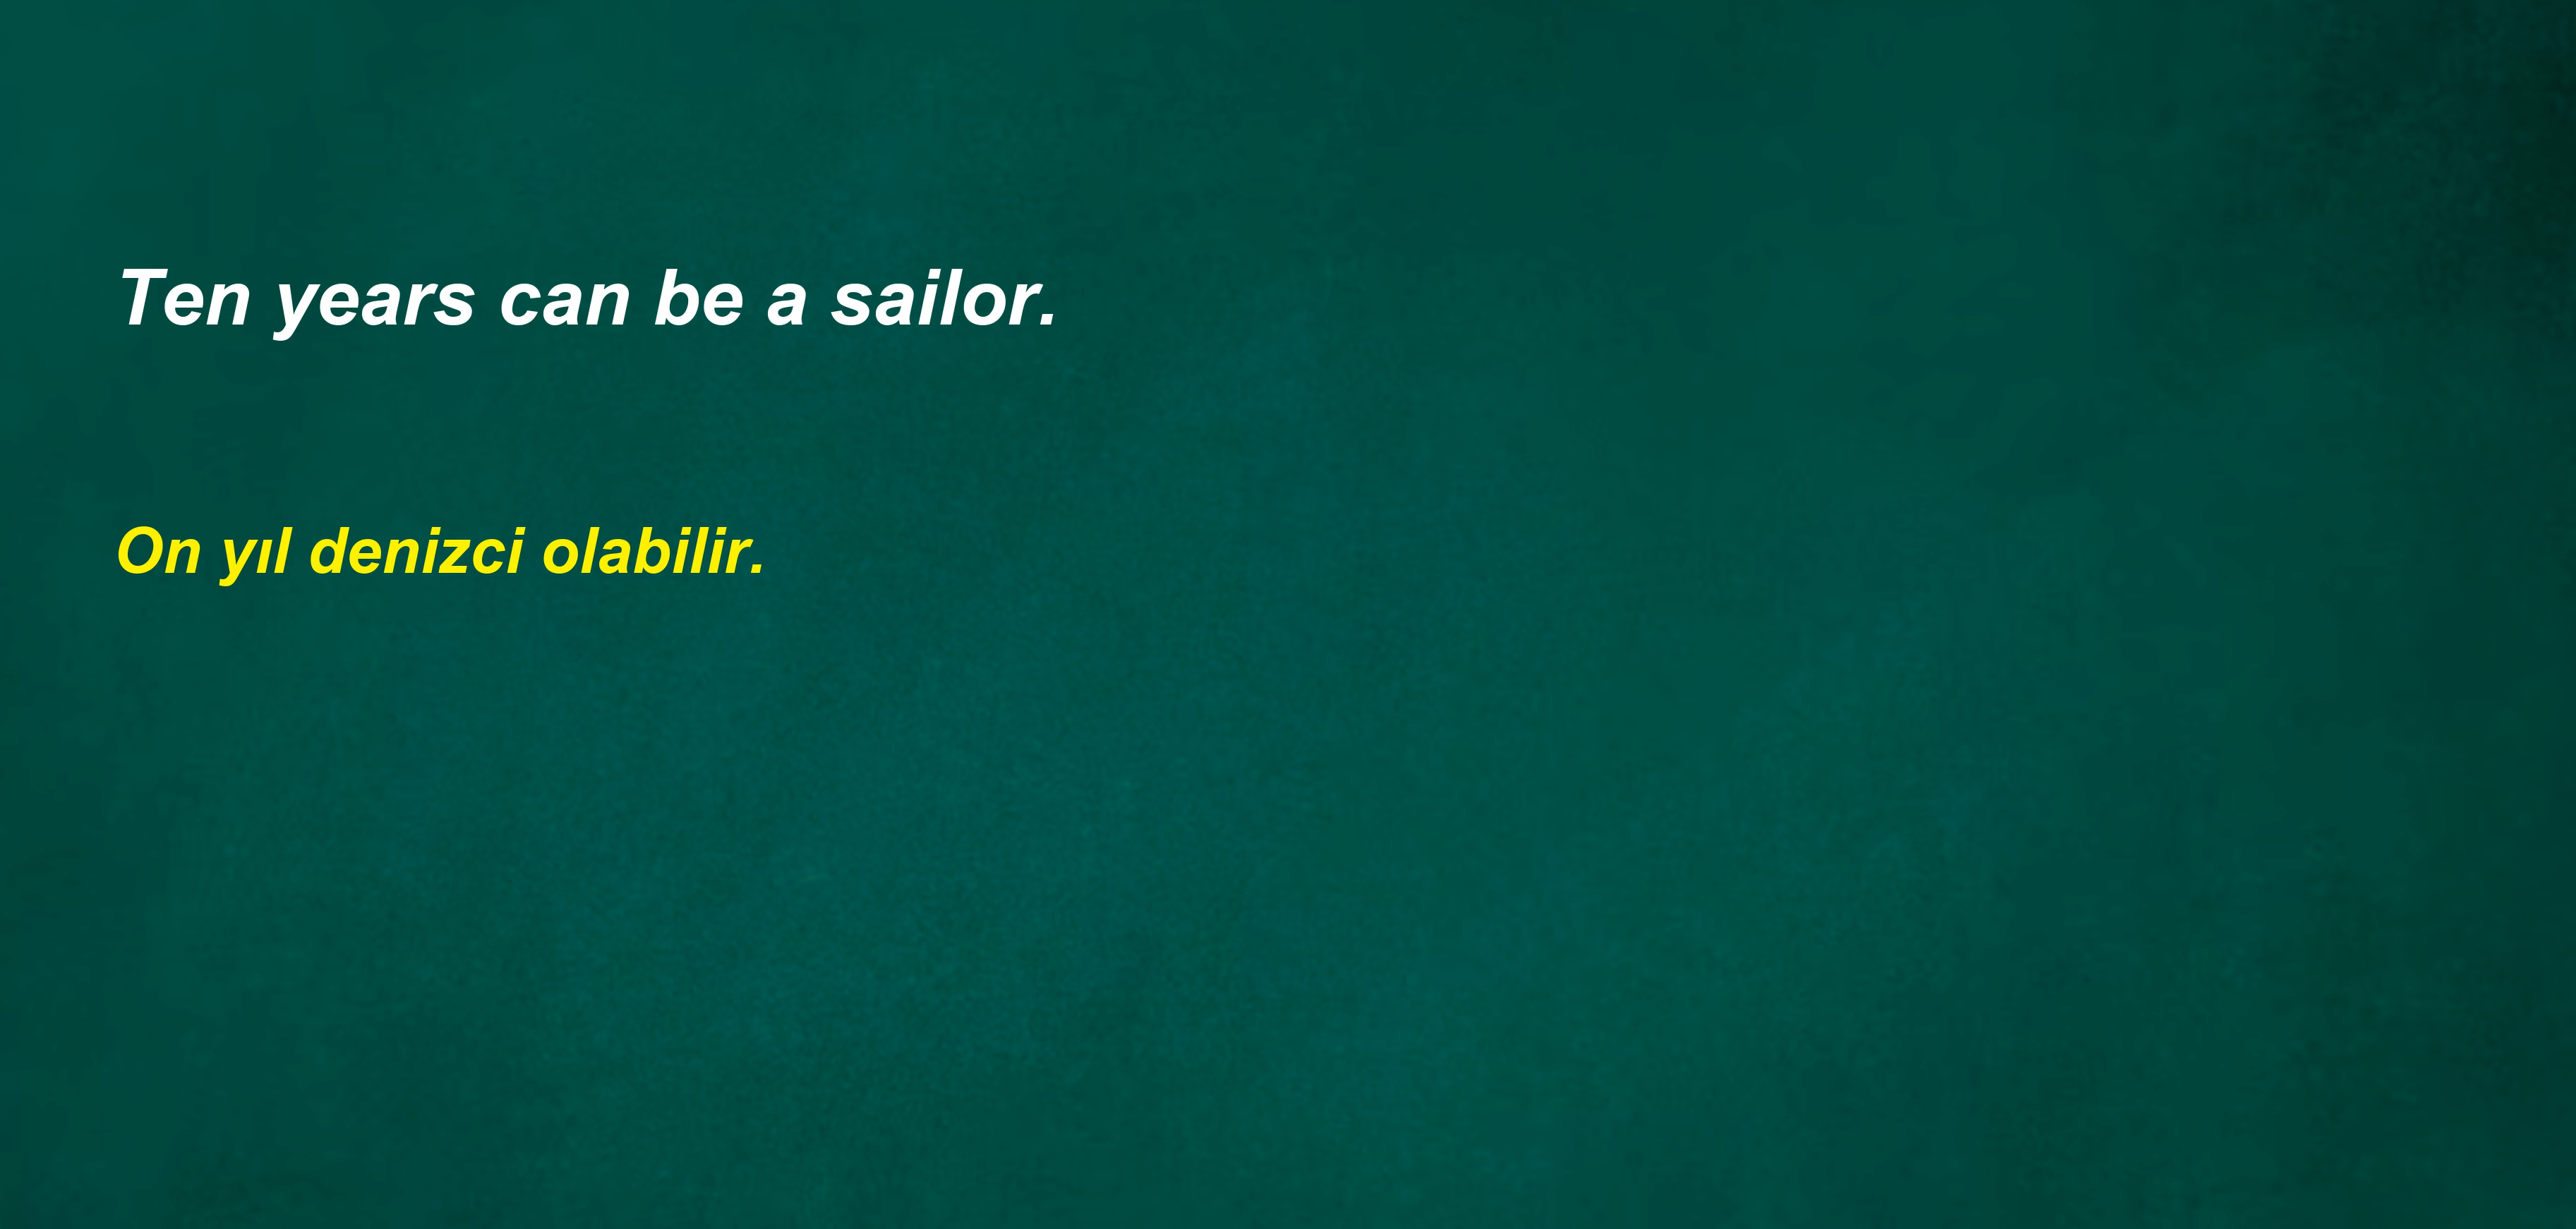 Ten years can be a sailor.
On yıl denizci olabilir.